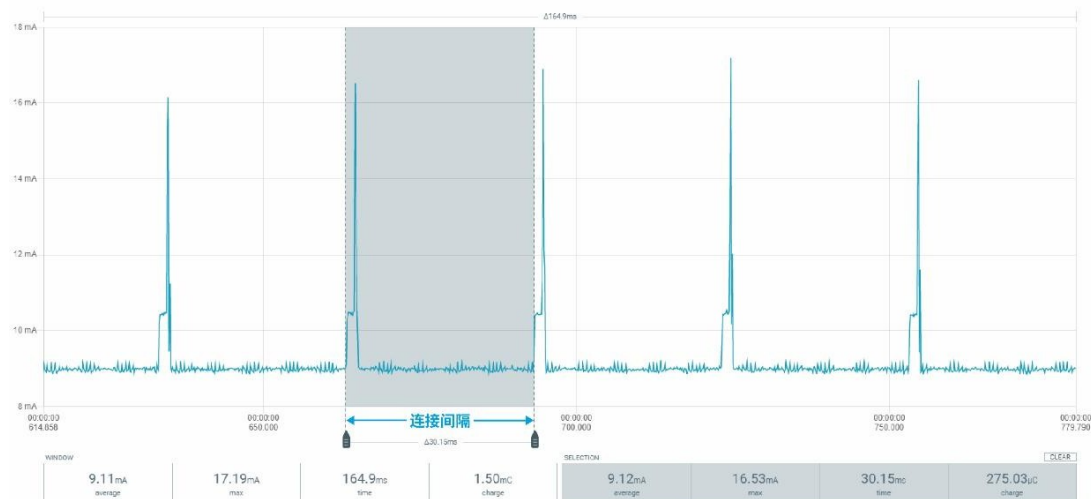 Δ164.9ms
18 mA
16 mA
14 mA
12 mA
10 mA
8 mA
00:00:00 00:00:00 00:00:00 00:00:00 00:00:00
614.858 650.000 700.000 750.000 779.790
连接间隔
Δ30.15ms
WINDOW SELECTION CLEAR
9.11mA 17.19mA 164.9ms 1.50mC 9.12mA 16.53mA 30.15ms 275.03μC
average max time charge average max time charge